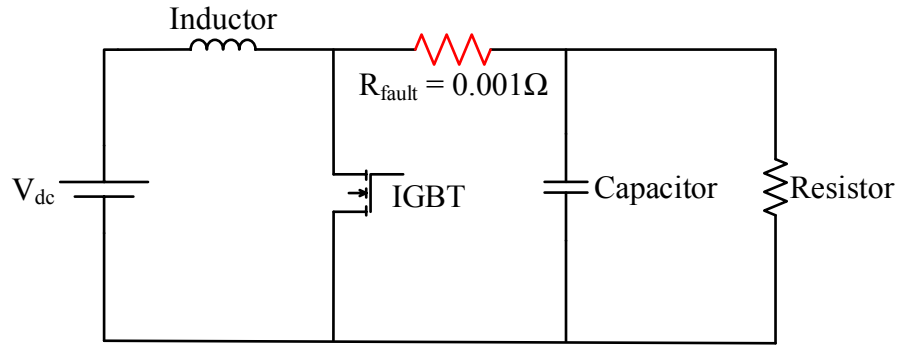 Inductor
R_fault = 0.001Ω
V_dc
IGBT
Capacitor
Resistor